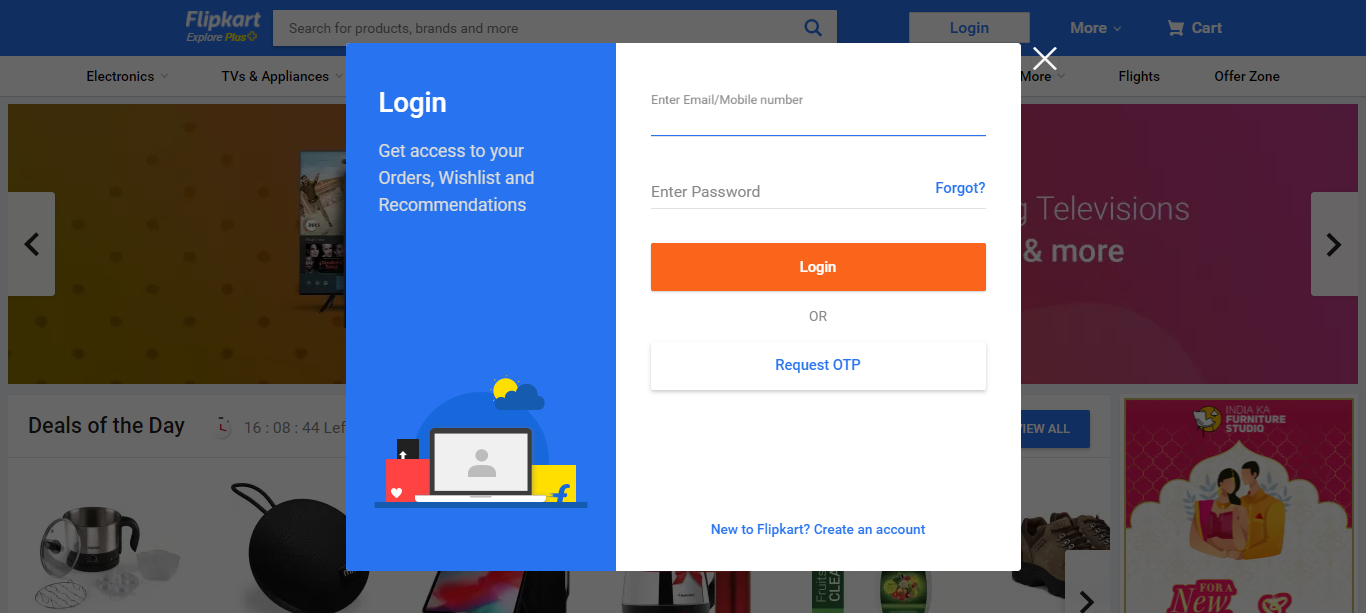 Flipkart
Explore Plus
Search for products, brands and more
Login
More
Cart
Electronics
TVs & Appliances
More
Flights
Offer Zone
Login
Get access to your
Orders, Wishlist and
Recommendations
Enter Email/Mobile number
Enter Password
Forgot?
Login
OR
Request OTP
New to Flipkart? Create an account
Televisions
& more
Deals of the Day
16 : 08 : 44 Lef
VIEW ALL
INDIA KA
FURNITURE
STUDIO
FOR A
New
Fruits
CLEA